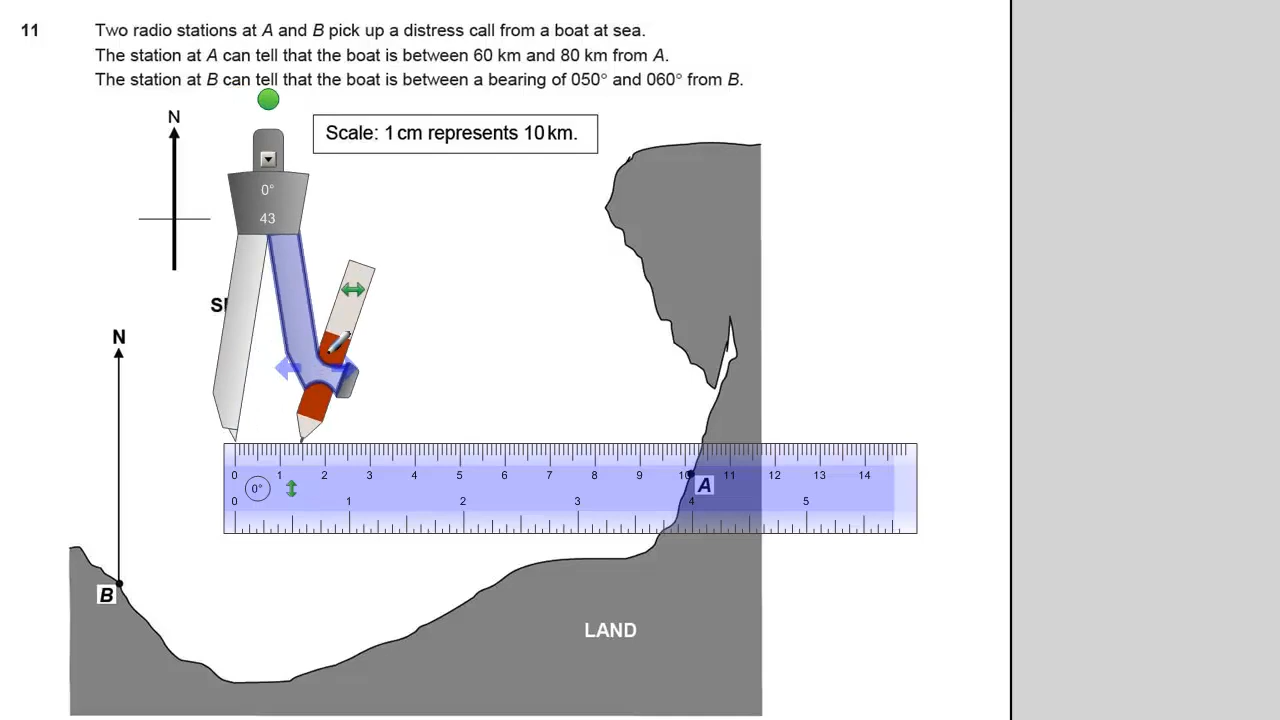 11 Two radio stations at A and B pick up a distress call from a boat at sea.
The station at A can tell that the boat is between 60 km and 80 km from A.
The station at B can tell that the boat is between a bearing of 050° and 060° from B.
N
Scale: 1 cm represents 10 km.
0°
43
N
0 1 2 3 4 5 6 7 8 9 10 11 12 13 14
0°
A
0 1 2 3 4 5
B
LAND